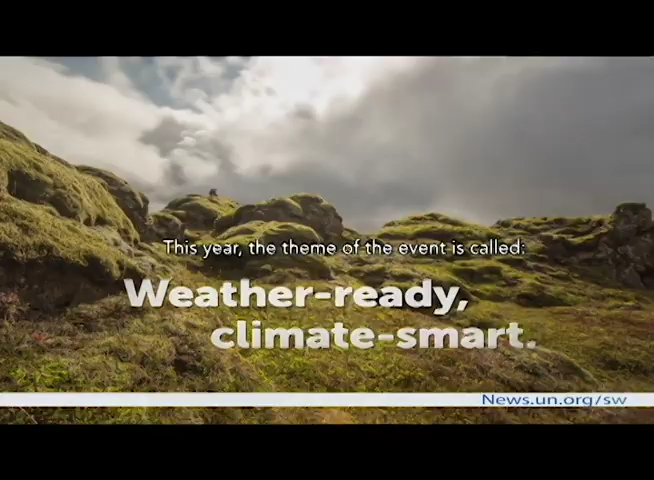 This year, the theme of the event is called:
Weather-ready,
climate-smart.
News.un.org/sw